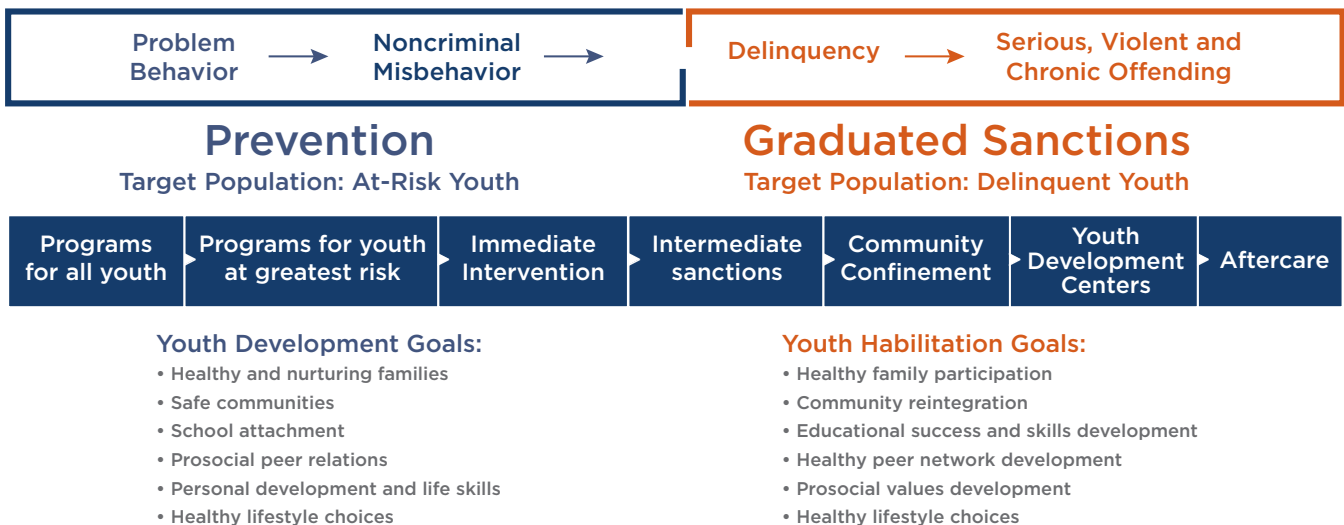 Problem
Behavior
Noncriminal
Misbehavior
Delinquency
Serious, Violent and
Chronic Offending
Prevention
Target Population: At-Risk Youth
Graduated Sanctions
Target Population: Delinquent Youth
Programs
for all youth
Programs for youth
at greatest risk
Immediate
Intervention
Intermediate
sanctions
Community
Confinement
Youth
Development
Centers
Aftercare
Youth Development Goals:
• Healthy and nurturing families
• Safe communities
• School attachment
• Prosocial peer relations
• Personal development and life skills
• Healthy lifestyle choices
Youth Habilitation Goals:
• Healthy family participation
• Community reintegration
• Educational success and skills development
• Healthy peer network development
• Prosocial values development
• Healthy lifestyle choices